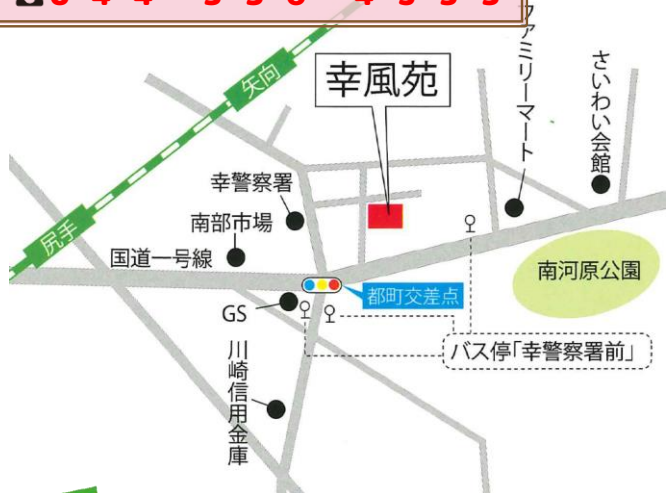 矢向
幸風苑
ファミリーマート
さいわい会館
幸警察署
尻手
南部市場
国道一号線
南河原公園
都町交差点
GS
バス停「幸警察署前」
川崎信用金庫